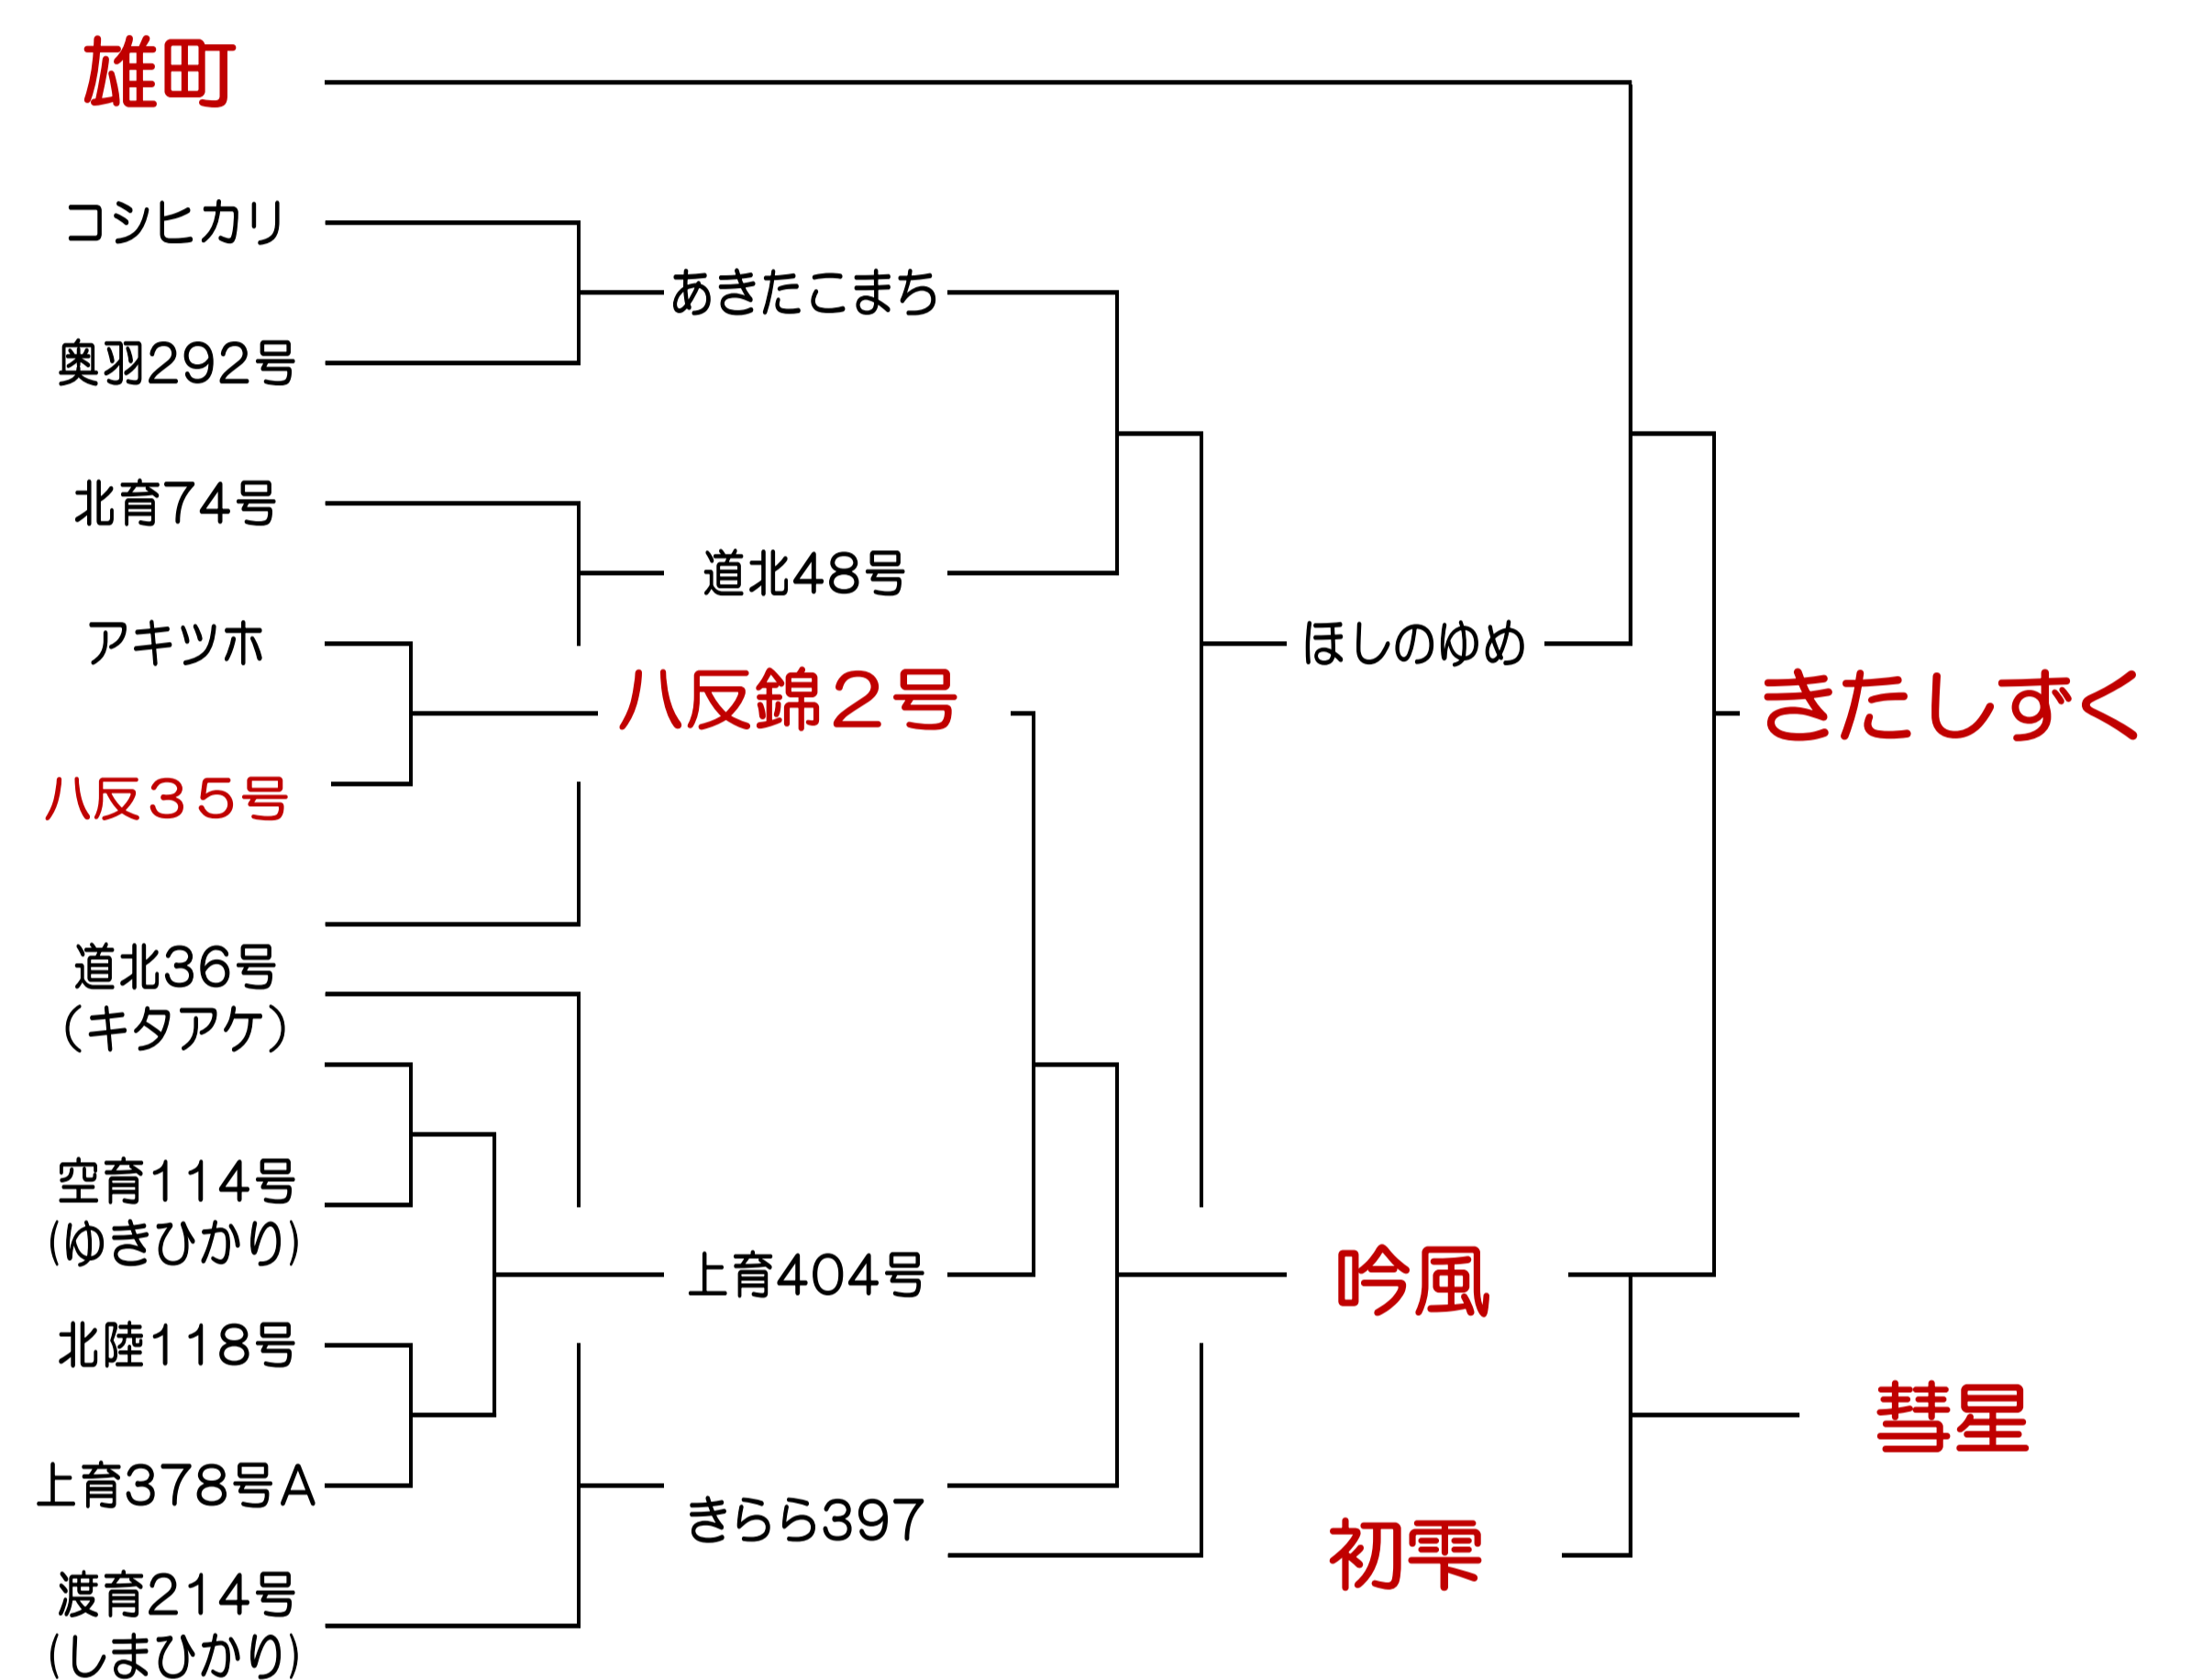 雄町
コシヒカリ
あきたこまち
奥羽292号
北育74号
道北48号
アキツホ
ほしのゆめ
八反錦2号
きたしずく
八反35号
道北36号
(キタアケ)
空育114号
(ゆきひかり)
上育404号
吟風
北陸118号
彗星
上育378号A
きらら397
初雫
渡育214号
(しまひかり)